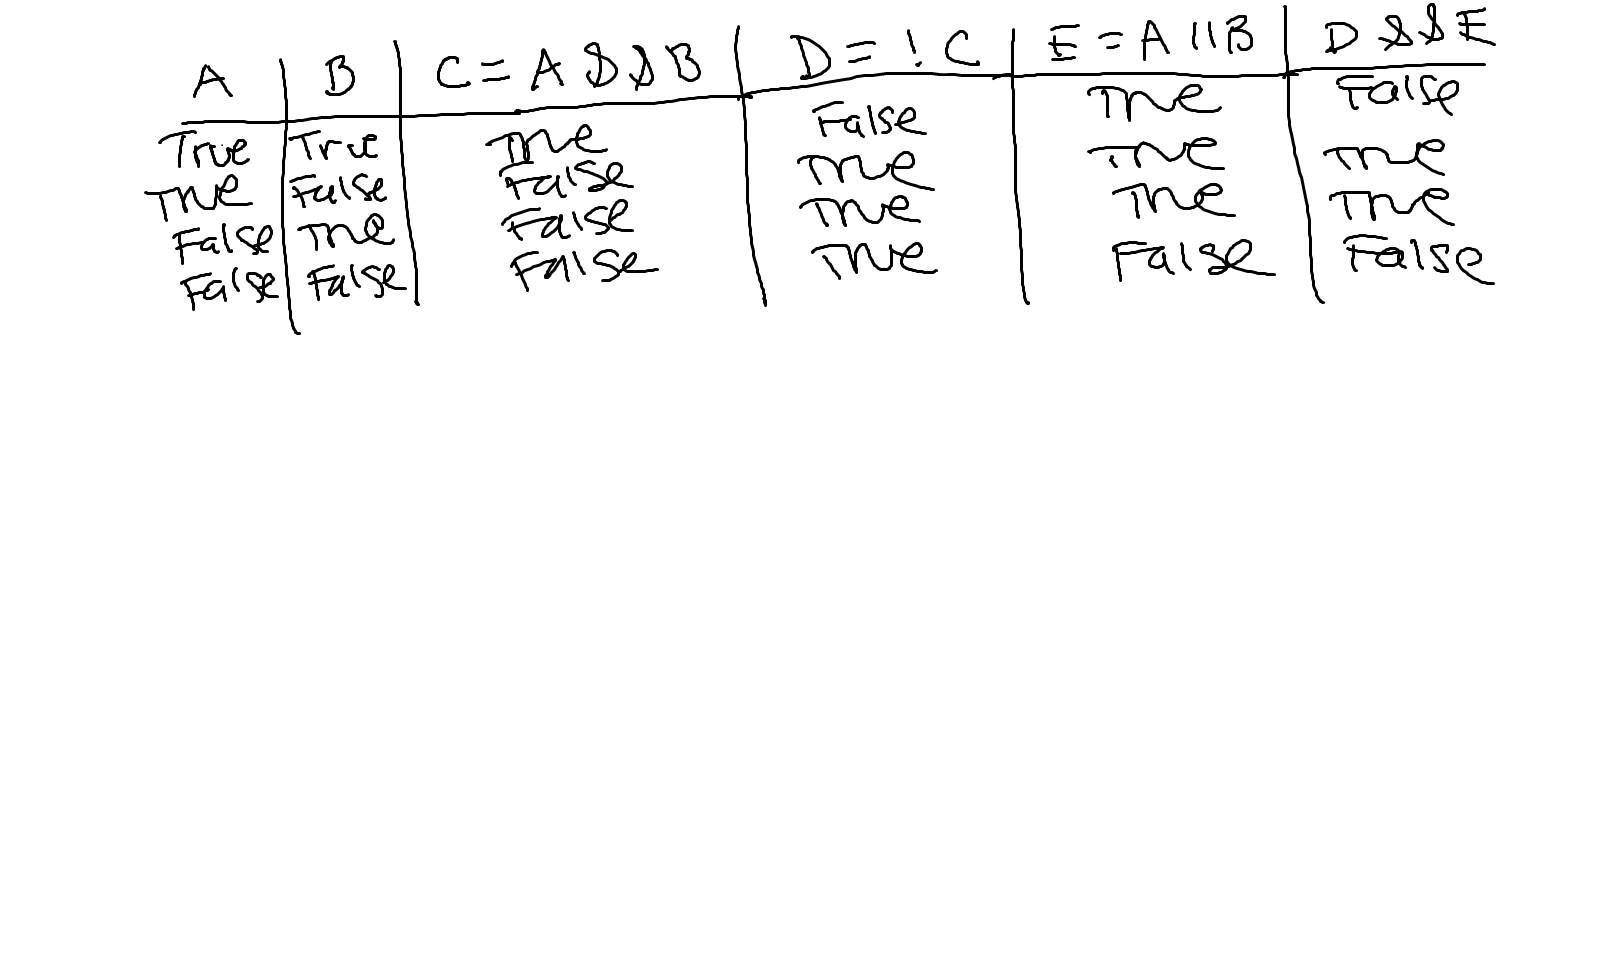 A B C = A && B D = ! C E = A || B D && E
True True True False True False
True False False True True True
False True False True True True
False False False True False False